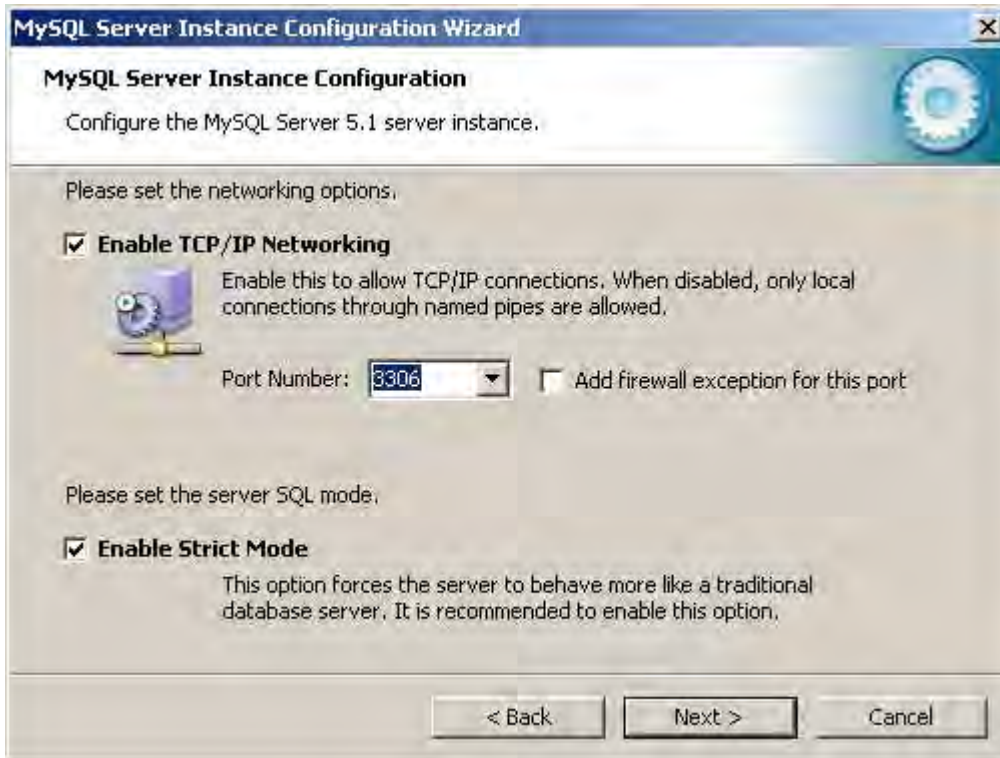 MySQL Server Instance Configuration Wizard
MySQL Server Instance Configuration
Configure the MySQL Server 5.1 server instance.
Please set the networking options.
Enable TCP/IP Networking
Enable this to allow TCP/IP connections. When disabled, only local
connections through named pipes are allowed.
Port Number: 3306 Add firewall exception for this port
Please set the server SQL mode.
Enable Strict Mode
This option forces the server to behave more like a traditional
database server. It is recommended to enable this option.
< Back Next > Cancel